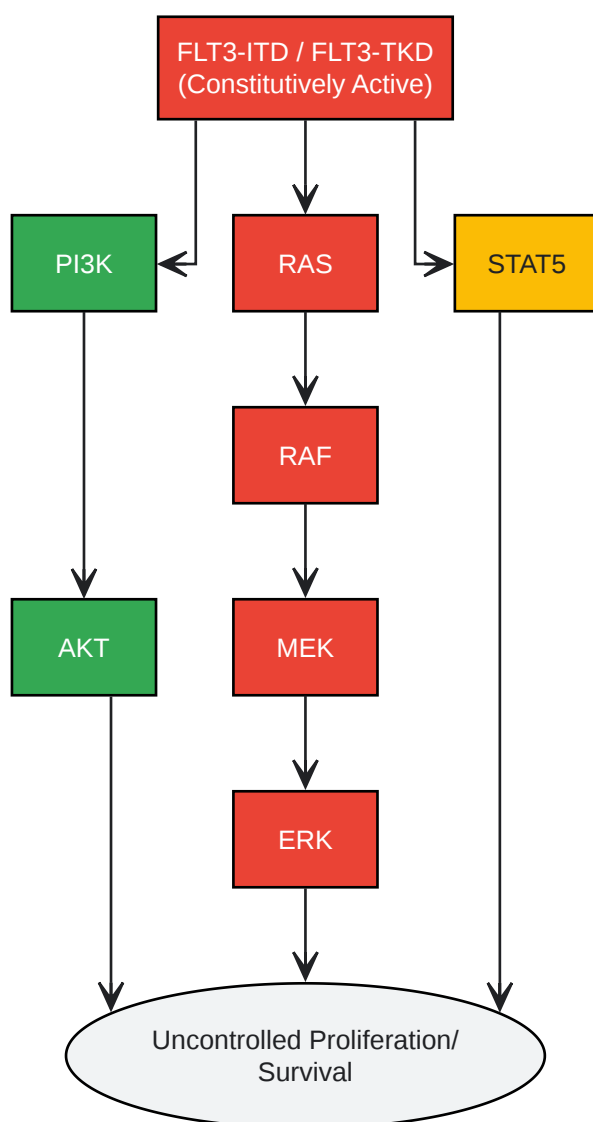 FLT3-ITD / FLT3-TKD
(Constitutively Active)
PI3K
RAS
STAT5
RAF
AKT
MEK
ERK
Uncontrolled Proliferation/
Survival